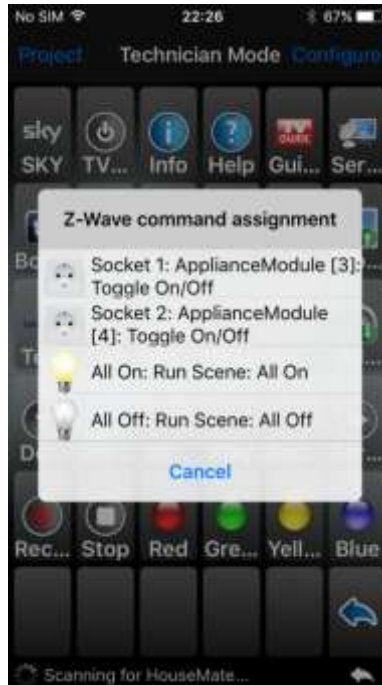 No SIM 22:26 67%
Project Technician Mode Configure
sky GUIDE
SKY TV... Info Help Gui... Ser...
Z-Wave command assignment
Socket 1: ApplianceModule [3]:
Toggle On/Off
Socket 2: ApplianceModule
[4]: Toggle On/Off
All On: Run Scene: All On
All Off: Run Scene: All Off
Cancel
Rec... Stop Red Gre... Yell... Blue
Scanning for HouseMate...